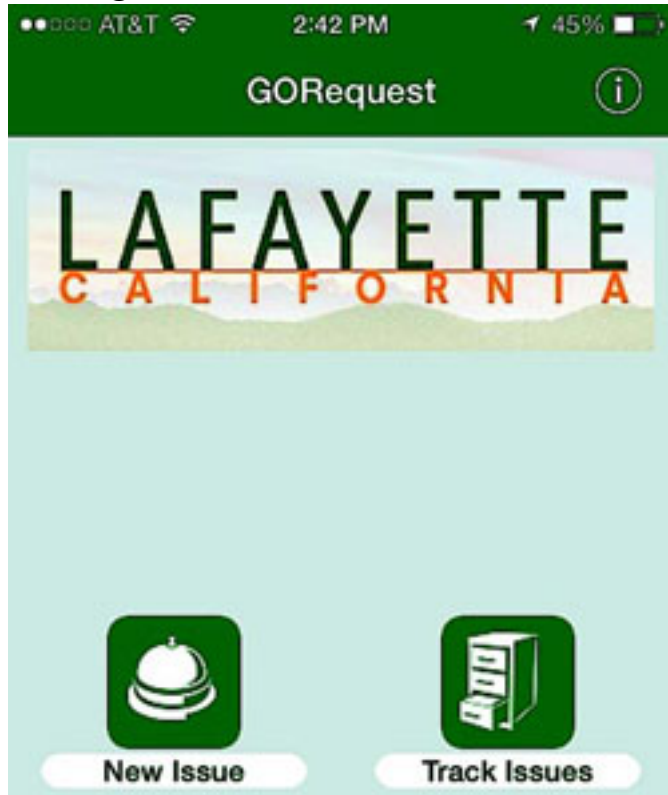 AT&T 2:42 PM 45%
GORequest
LAFAYETTE
CALIFORNIA
New Issue Track Issues